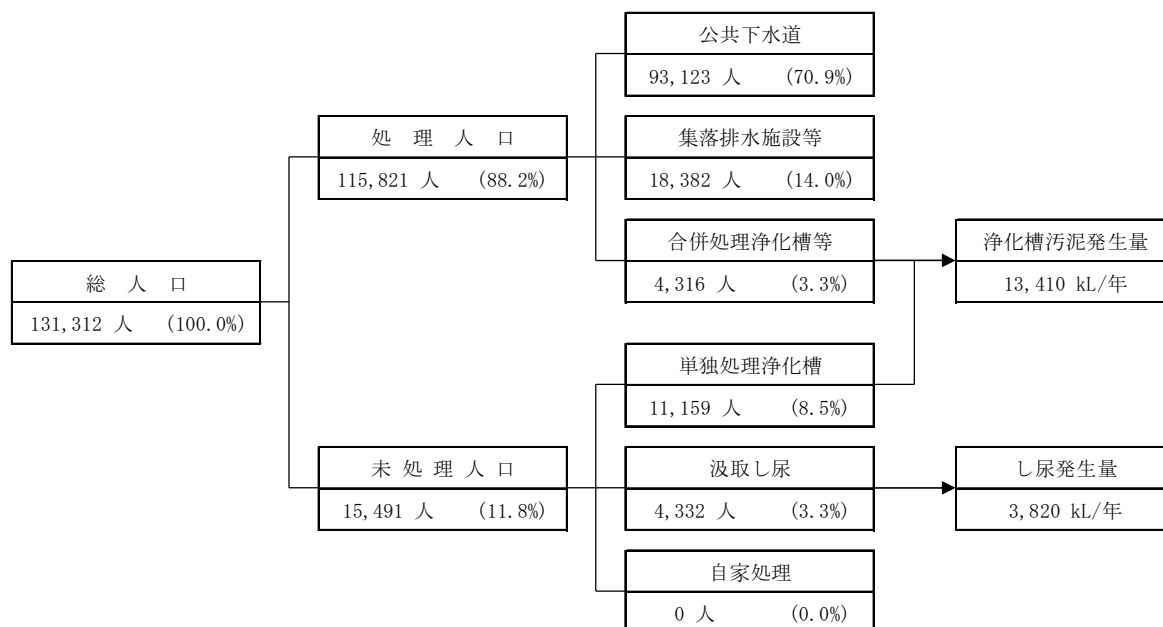 公共下水道
93,123 人 (70.9%)
処 理 人 口
115,821 人 (88.2%)
集落排水施設等
18,382 人 (14.0%)
合併処理浄化槽等
4,316 人 (3.3%)
浄化槽汚泥発生量
13,410 kL/年
総 人 口
131,312 人 (100.0%)
単独処理浄化槽
11,159 人 (8.5%)
未 処 理 人 口
15,491 人 (11.8%)
汲取し尿
4,332 人 (3.3%)
し尿発生量
3,820 kL/年
自家処理
0 人 (0.0%)